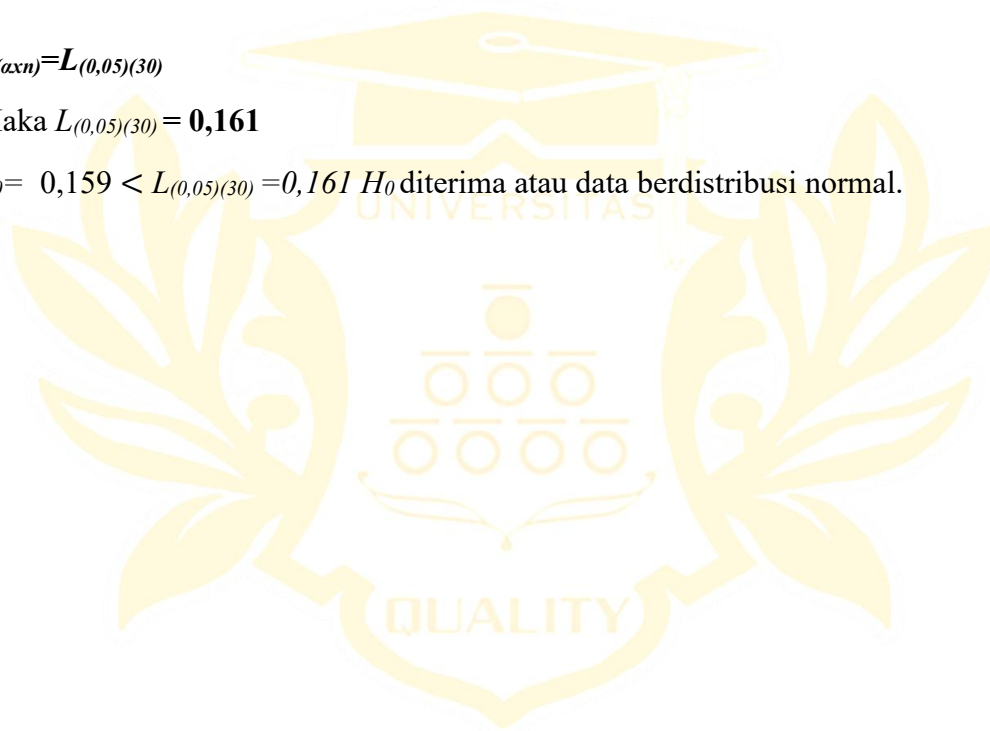 (αxn)=L(0,05)(30)
aka L(0,05)(30) = 0,161
= 0,159 < L(0,05)(30) =0,161 H0 diterima atau data berdistribusi normal.
UNIVERSITAS
QUALITY